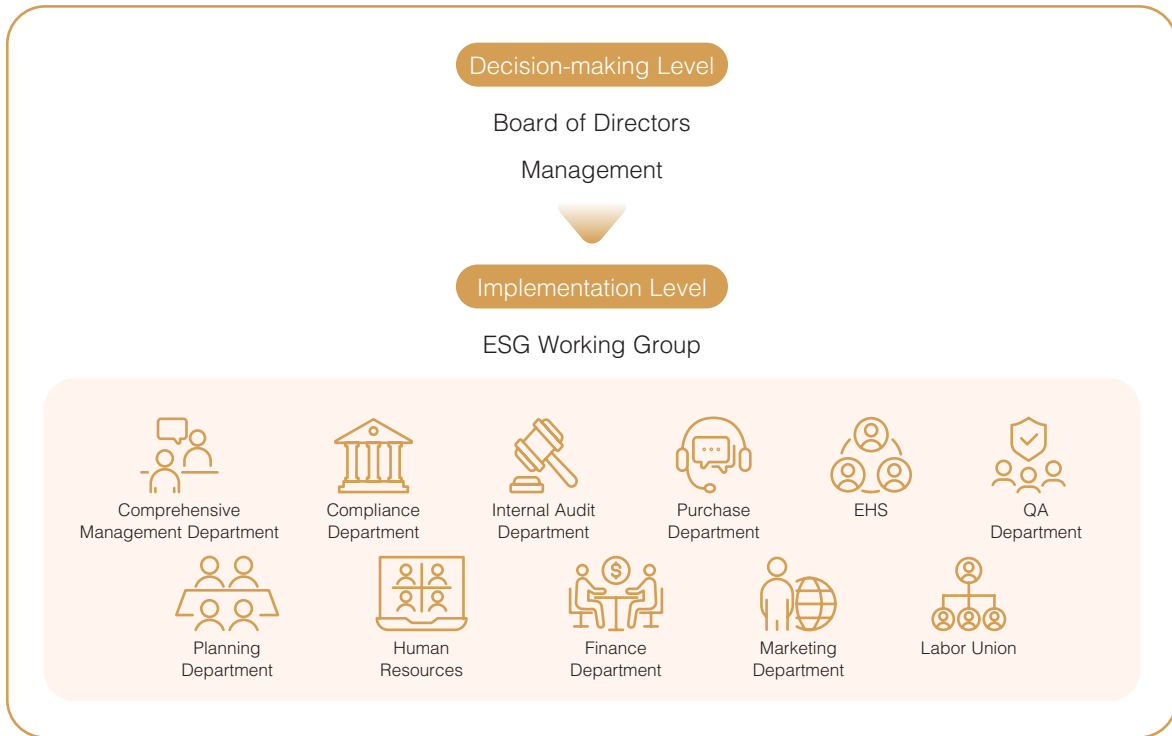 Decision-making Level
Board of Directors
Management
Implementation Level
ESG Working Group
Comprehensive
Management Department
Compliance
Department
Internal Audit
Department
Purchase
Department
EHS
QA
Department
$
Planning
Department
Human
Resources
Finance
Department
Marketing
Department
Labor Union